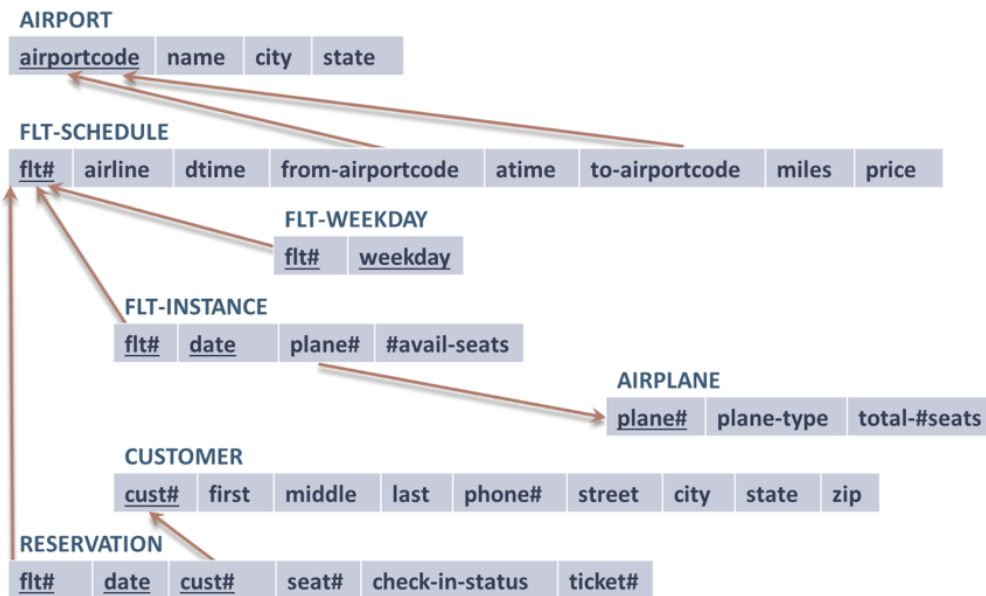 AIRPORT
airportcode name city state
FLT-SCHEDULE
flt# airline dtime from-airportcode atime to-airportcode miles price
FLT-WEEKDAY
flt# weekday
FLT-INSTANCE
flt# date plane# #avail-seats
AIRPLANE
plane# plane-type total-#seats
CUSTOMER
cust# first middle last phone# street city state zip
RESERVATION
flt# date cust# seat# check-in-status ticket#